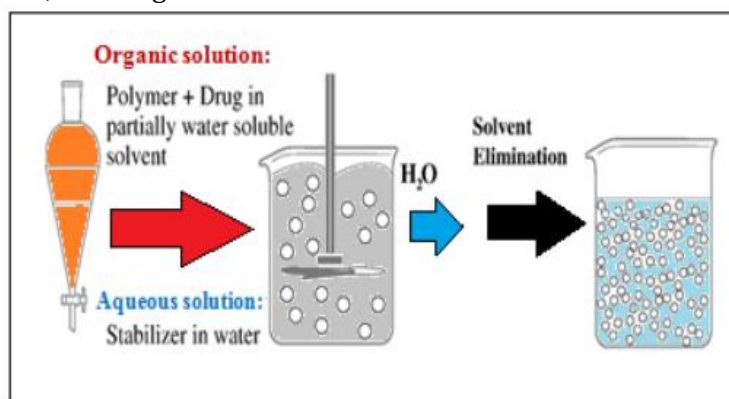 Organic solution:
Polymer + Drug in
partially water soluble
solvent
Aqueous solution:
Stabilizer in water
H₂O
Solvent
Elimination